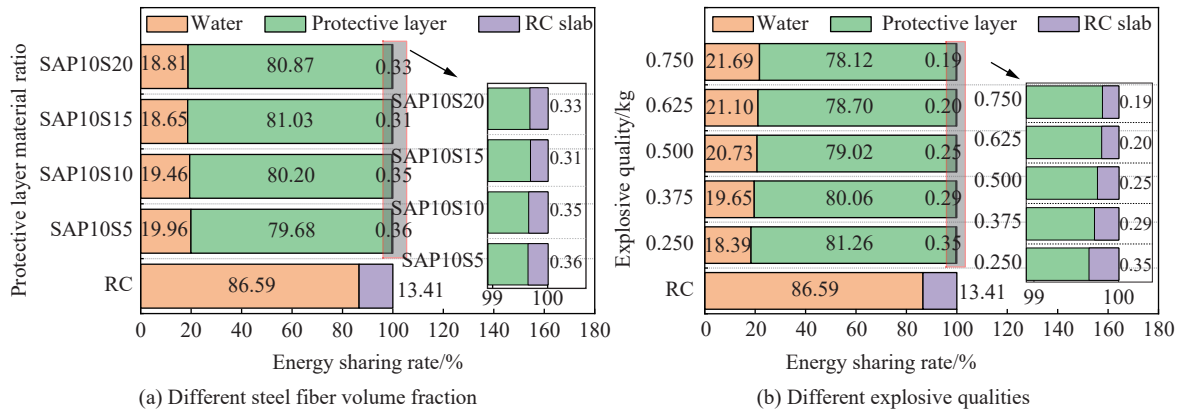 Water Protective layer RC slab
Protective layer material ratio
SAP10S20 18.81 80.87 0.33
SAP10S15 18.65 81.03 0.31
SAP10S10 19.46 80.20 0.35
SAP10S5 19.96 79.68 0.36
RC 86.59 13.41
SAP10S20 0.33
SAP10S15 0.31
SAP10S10 0.35
SAP10S5 0.36
99 100
0 20 40 60 80 100 120 140 160 180
Energy sharing rate/%
(a) Different steel fiber volume fraction
Water Protective layer RC slab
Explosive quality/kg
0.750 21.69 78.12 0.19
0.625 21.10 78.70 0.20
0.500 20.73 79.02 0.25
0.375 19.65 80.06 0.29
0.250 18.39 81.26 0.35
RC 86.59 13.41
0.750 0.19
0.625 0.20
0.500 0.25
0.375 0.29
0.250 0.35
99 100
0 20 40 60 80 100 120 140 160 180
Energy sharing rate/%
(b) Different explosive qualities